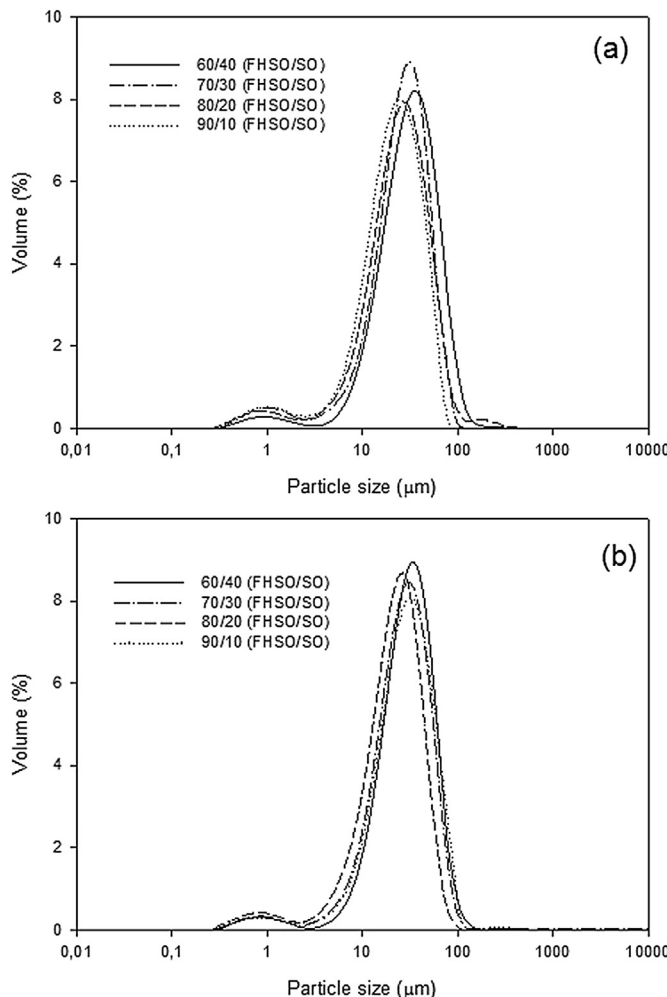 10
(a)
60/40 (FHSO/SO)
70/30 (FHSO/SO)
80/20 (FHSO/SO)
90/10 (FHSO/SO)
8
6
4
2
0
Volume (%)
0,01 0,1 1 10 100 1000 10000
Particle size (µm)
10
(b)
60/40 (FHSO/SO)
70/30 (FHSO/SO)
80/20 (FHSO/SO)
90/10 (FHSO/SO)
8
6
4
2
0
Volume (%)
0,01 0,1 1 10 100 1000 10000
Particle size (µm)